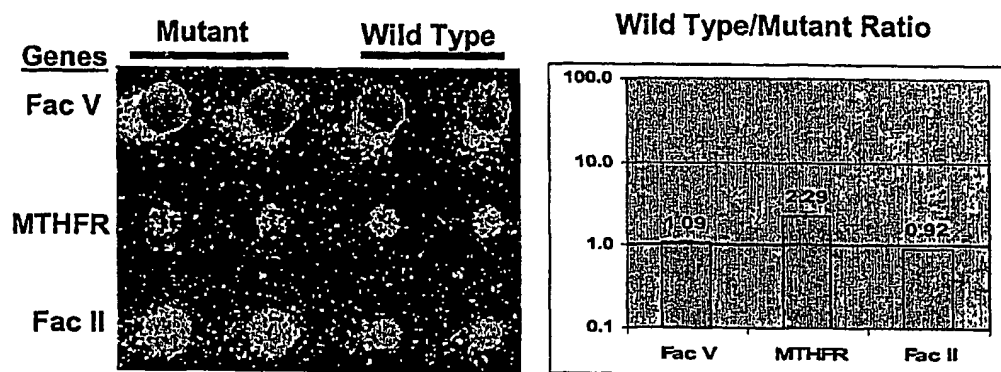 Mutant
Wild Type
Genes
Fac V
MTHFR
Fac II
Wild Type/Mutant Ratio
100.0
10.0
1.0
0.1
1.09
2.29
0.92
Fac V
MTHFR
Fac II